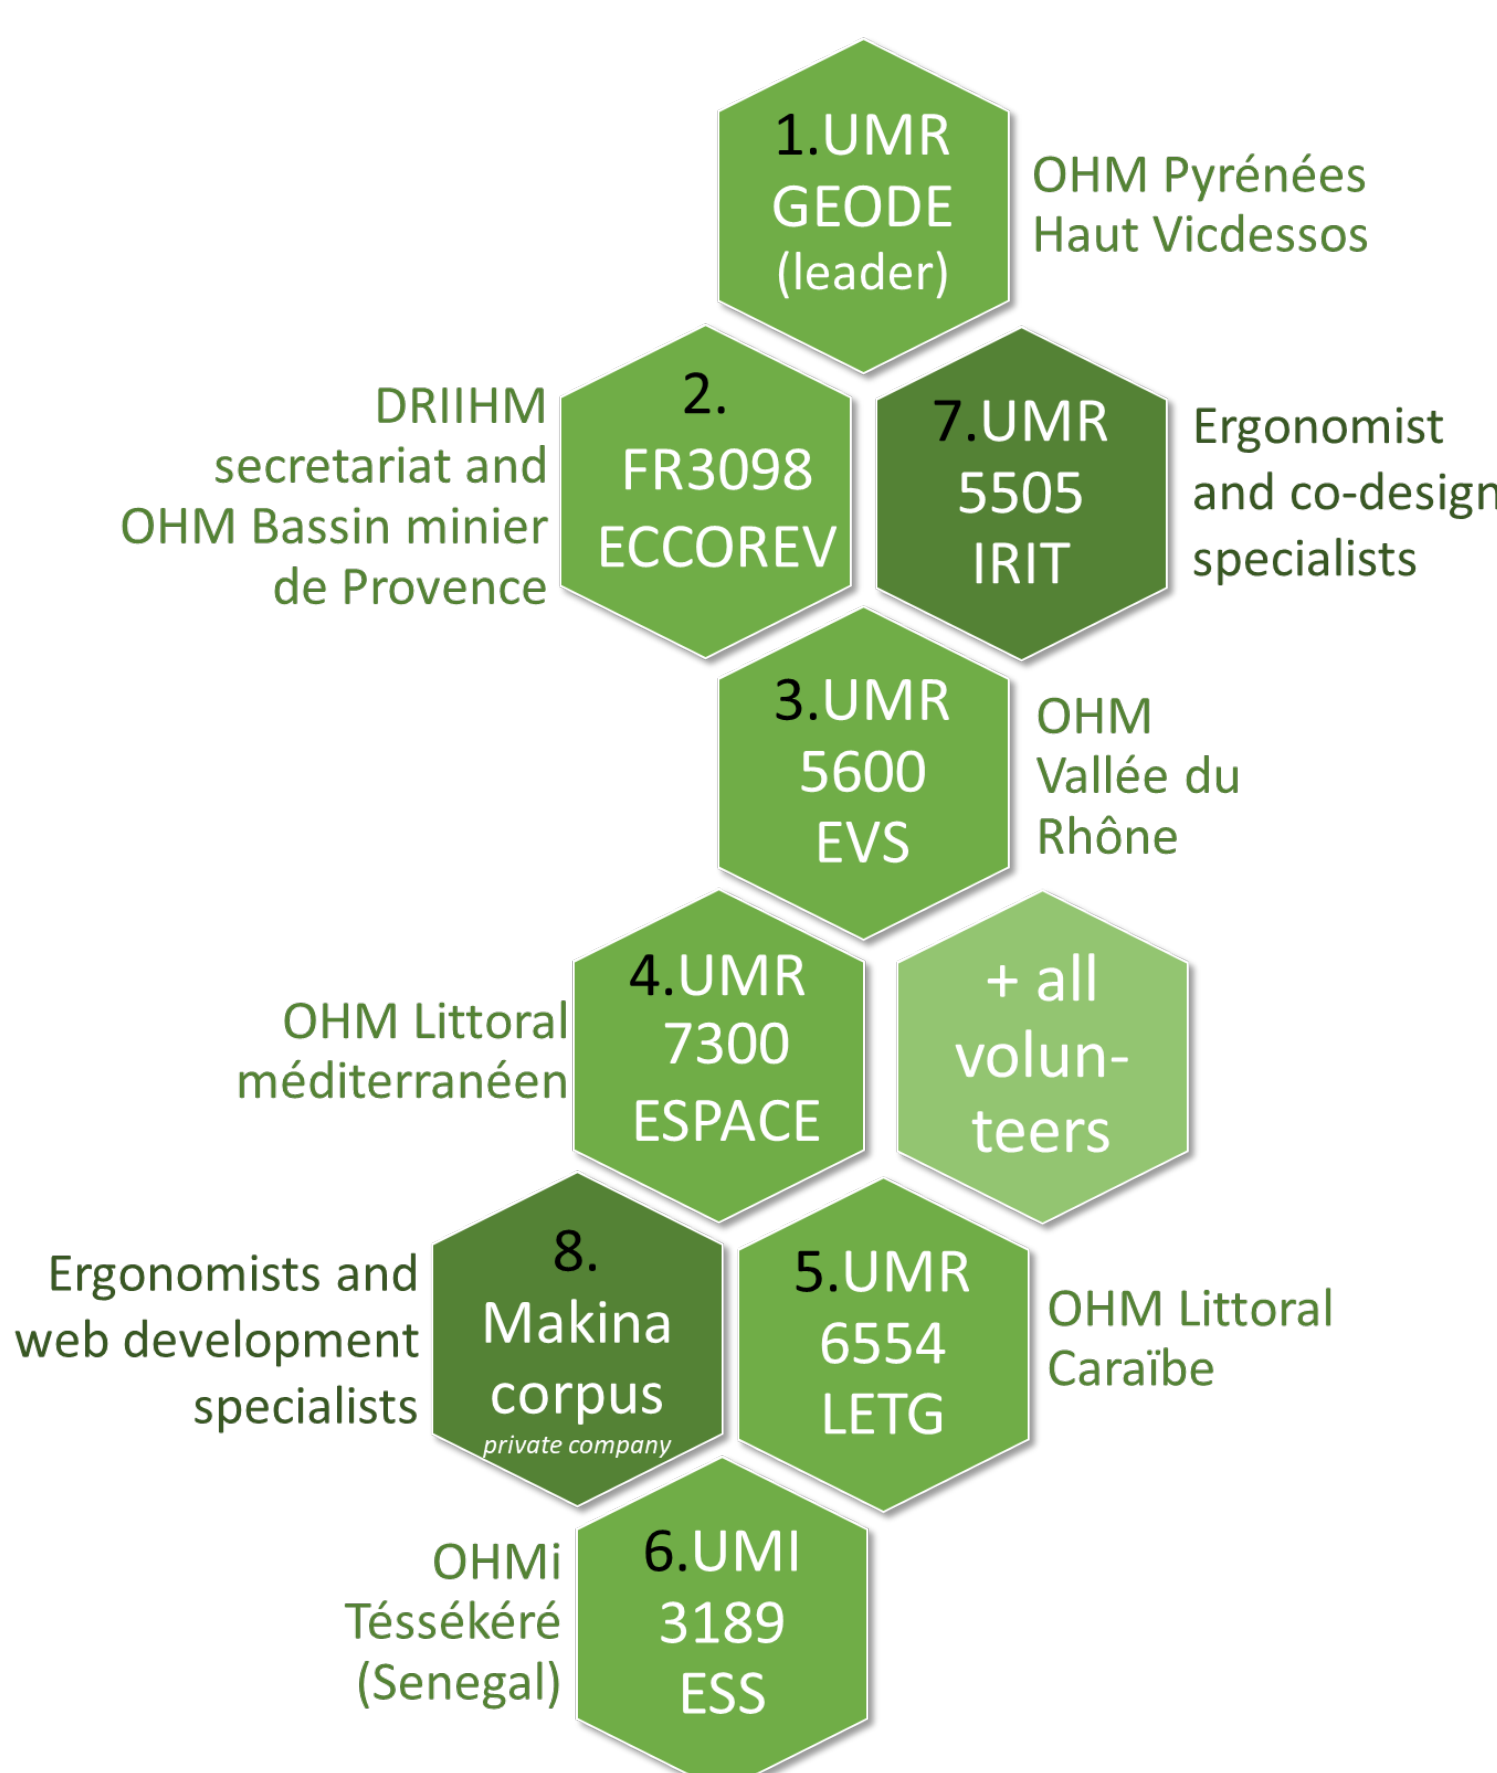 1.UMR
GEODE
(leader)
OHM Pyrénées
Haut Vicdessos
DRIIHM
secretariat and
OHM Bassin minier
de Provence
2.
FR3098
ECCOREV
7.UMR
5505
IRIT
Ergonomist
and co-design
specialists
3.UMR
5600
EVS
OHM
Vallée du
Rhône
OHM Littoral
méditerranéen
4.UMR
7300
ESPACE
+ all
volun-
teers
Ergonomists and
web development
specialists
8.
Makina
corpus
private company
5.UMR
6554
LETG
OHM Littoral
Caraïbe
OHMi
Téssékéré
(Senegal)
6.UMI
3189
ESS